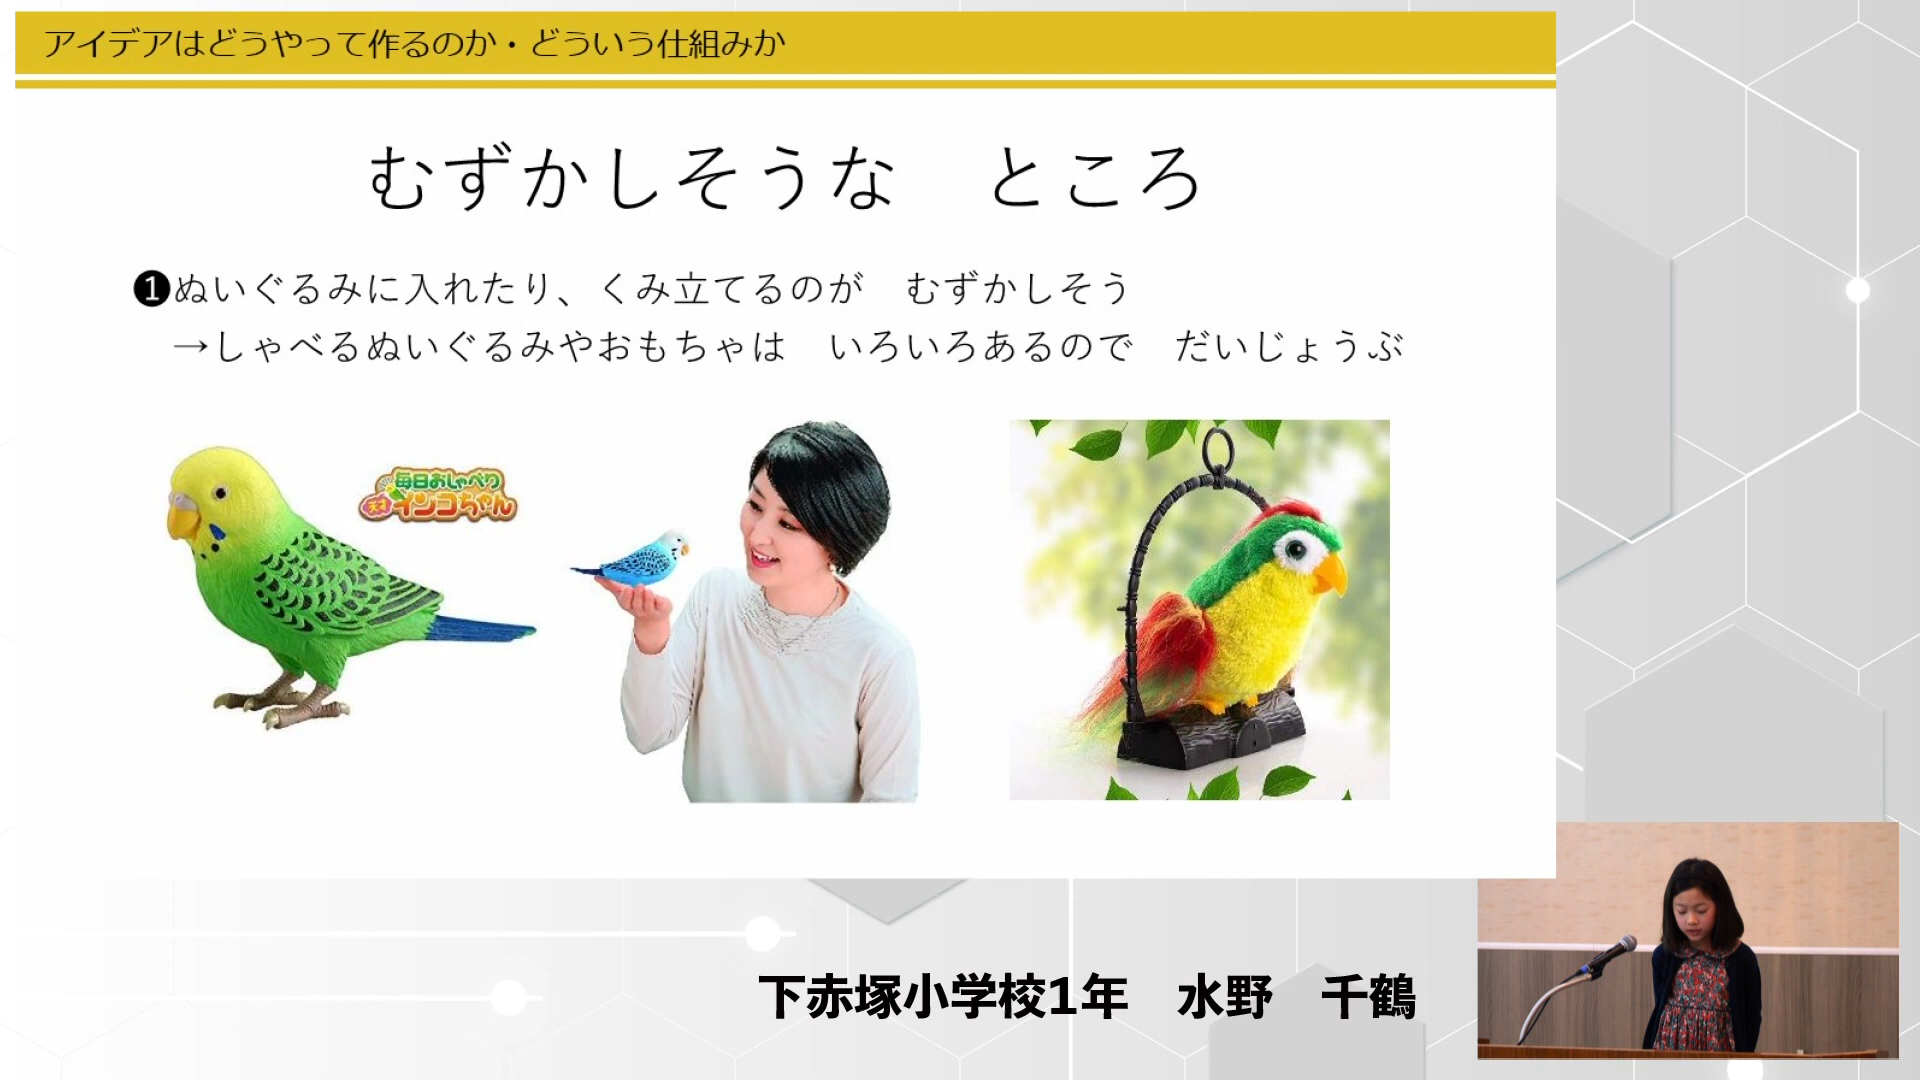 アイデアはどうやって作るのか・どういう仕組みか
むずかしそうな　ところ
❶ぬいぐるみに入れたり、くみ立てるのが　むずかしそう
→しゃべるぬいぐるみやおもちゃは　いろいろあるので　だいじょうぶ
毎日おしゃべり
天才
インコちゃん
下赤塚小学校1年　水野　千鶴